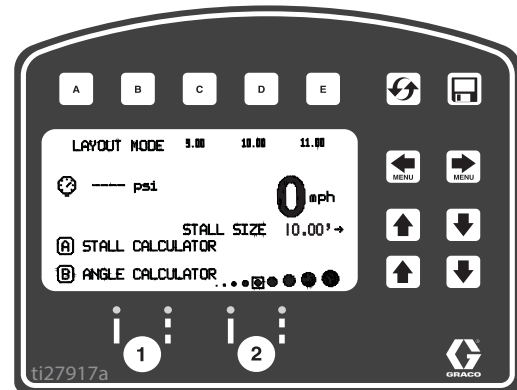 A B C D E
LAYOUT MODE 9.00 10.00 11.00
MENU MENU
---- psi
0 mph
STALL SIZE 10.00'→
A STALL CALCULATOR
B ANGLE CALCULATOR
1 2
ti27917a
GRACO